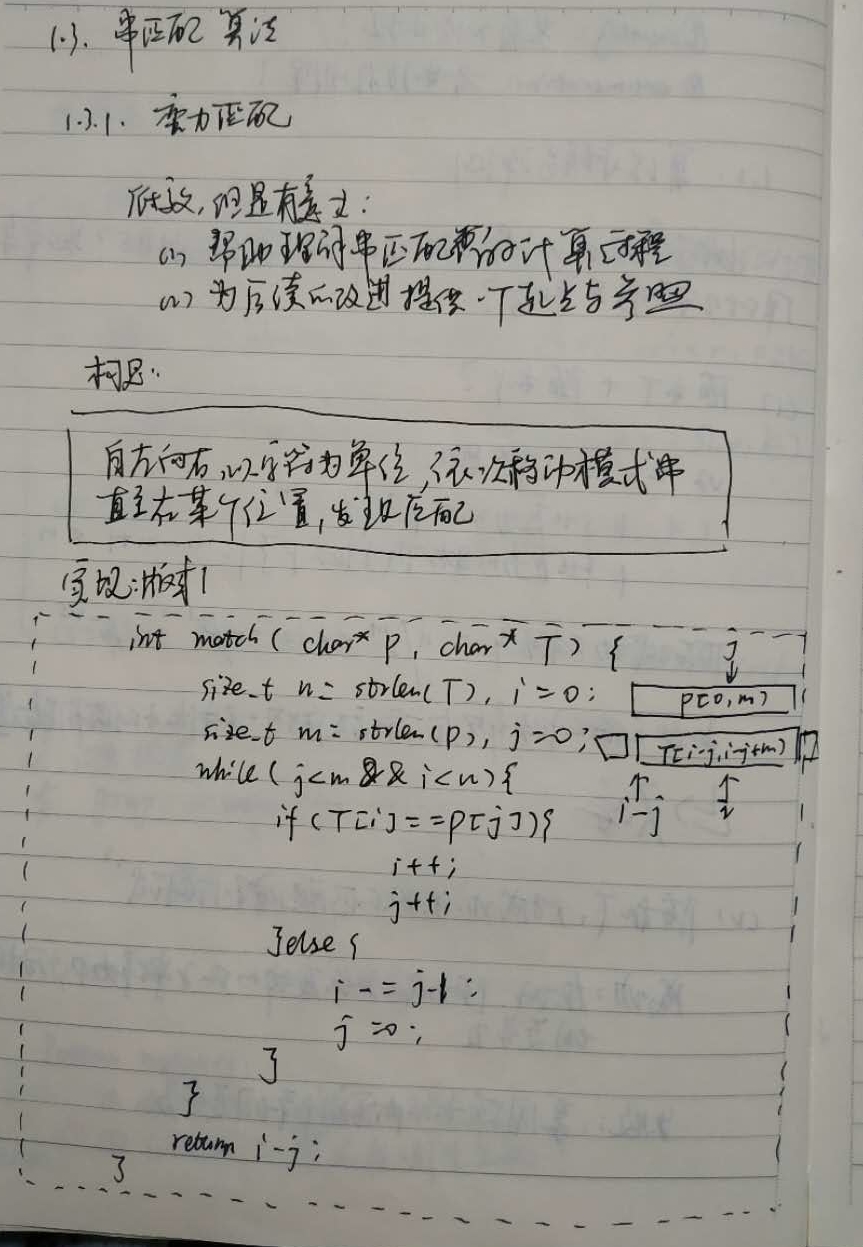 1.3. 串匹配算法
1.3.1. 蛮力匹配
低效,但是有意义:
(1) 帮助理解串匹配的计算过程
(2) 为后续的改进提供一个起点与参照
构思:
自左向右,以字符为单位,依次移动模式串
直到在某个位置,发现匹配
实现:版本1
int match( char* P, char* T) {
j
size_t n = strlen(T), i = 0;
P[0,m)
size_t m = strlen(P), j=0;
T[i-j,i-j+m)
while( j<m && i<n){
i-j
i
if (T[i]==P[j]){
i++;
j++;
}else{
i -= j-1;
j =0;
}
}
return i-j;
}